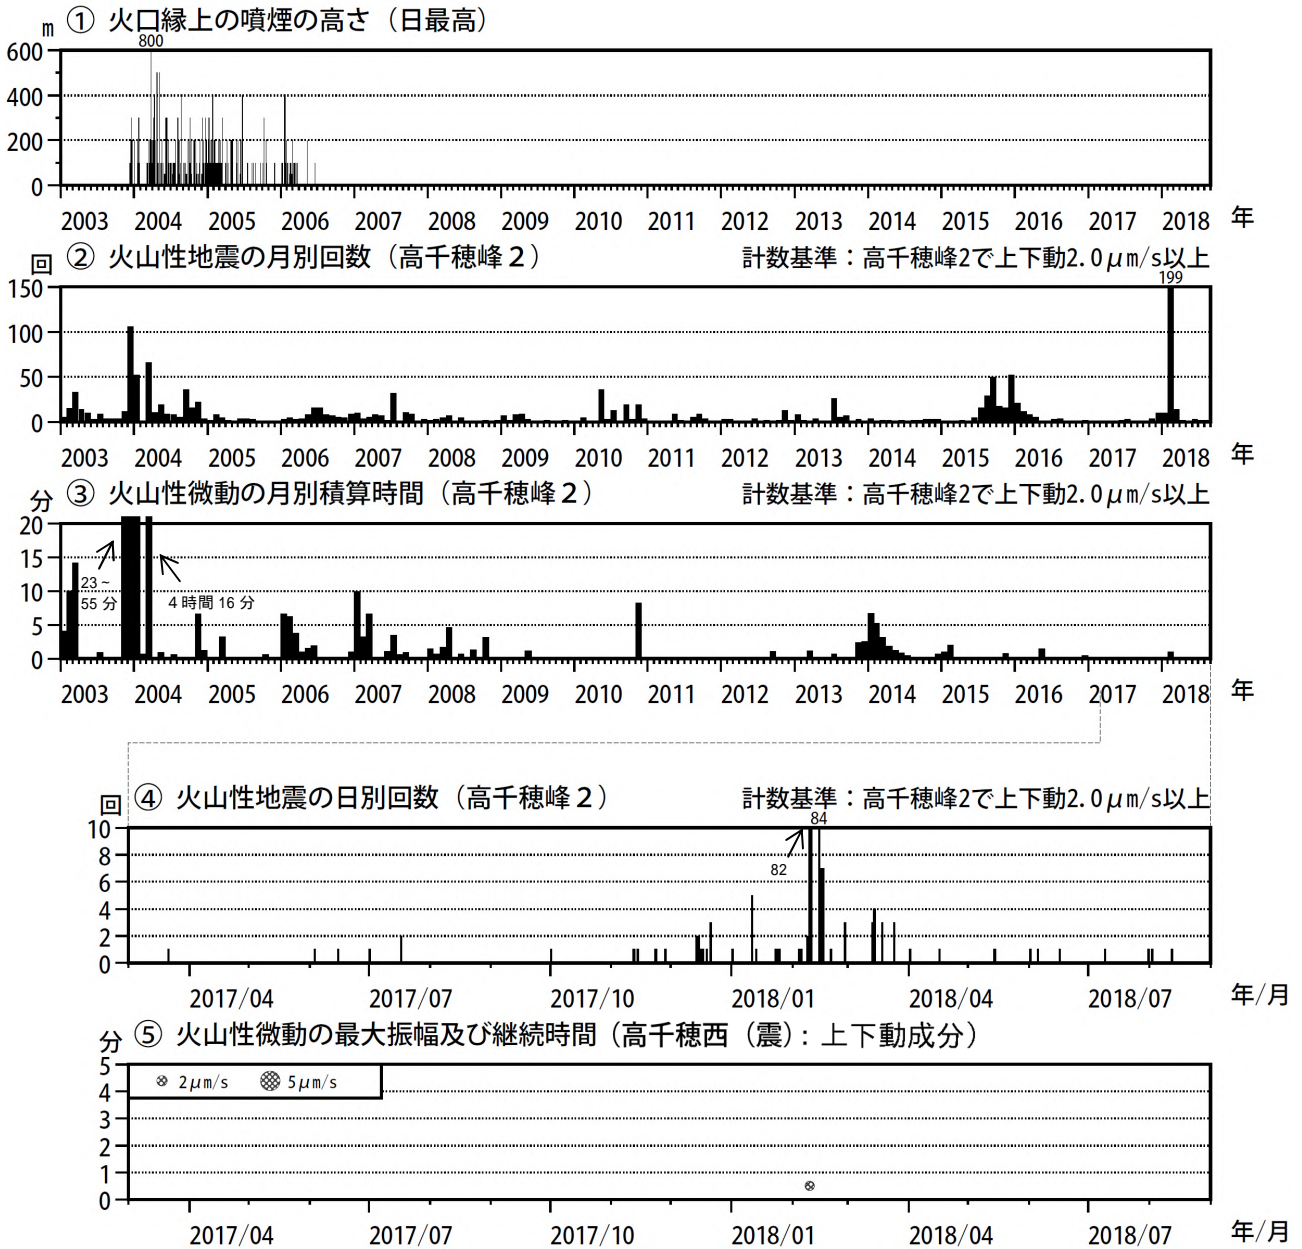 m ① 火口縁上の噴煙の高さ（日最高）
800
600
400
200
0
2003 2004 2005 2006 2007 2008 2009 2010 2011 2012 2013 2014 2015 2016 2017 2018 年
回 ② 火山性地震の月別回数（高千穂峰２） 計数基準：高千穂峰2で上下動2.0μm/s以上
199
150
100
50
0
2003 2004 2005 2006 2007 2008 2009 2010 2011 2012 2013 2014 2015 2016 2017 2018 年
分 ③ 火山性微動の月別積算時間（高千穂峰２） 計数基準：高千穂峰2で上下動2.0μm/s以上
20
15
10
5
0
23～
55 分
4 時間 16 分
2003 2004 2005 2006 2007 2008 2009 2010 2011 2012 2013 2014 2015 2016 2017 2018 年
回 ④ 火山性地震の日別回数（高千穂峰２） 計数基準：高千穂峰2で上下動2.0μm/s以上
84
82
10
8
6
4
2
0
2017/04 2017/07 2017/10 2018/01 2018/04 2018/07 年/月
分 ⑤ 火山性微動の最大振幅及び継続時間（高千穂西（震）：上下動成分）
2μm/s 5μm/s
5
4
3
2
1
0
2017/04 2017/07 2017/10 2018/01 2018/04 2018/07 年/月